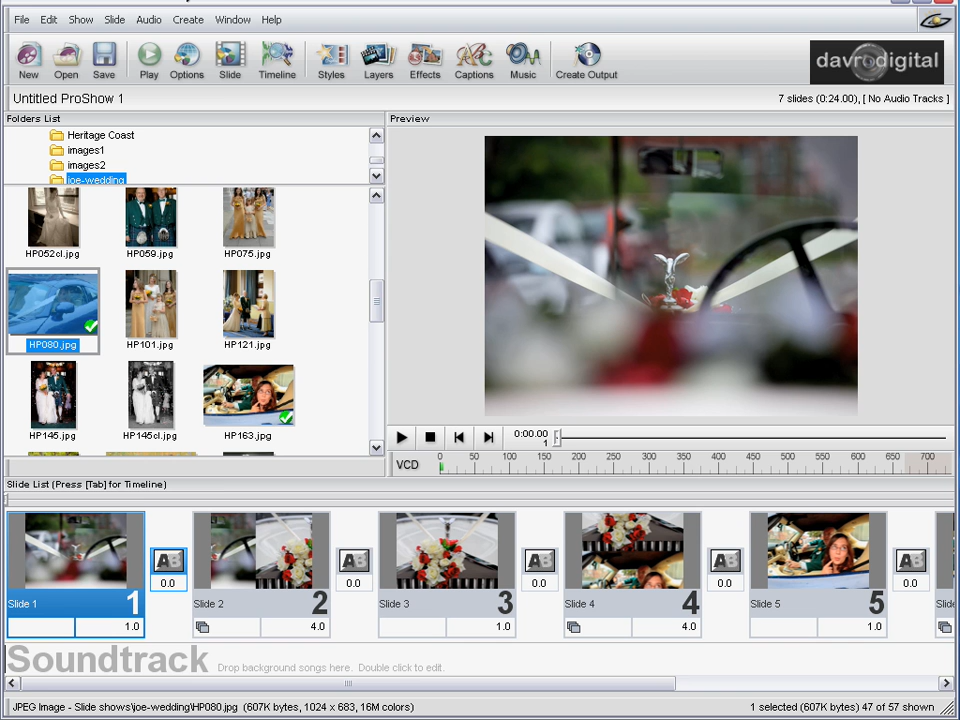 File Edit Show Slide Audio Create Window Help
New Open Save Play Options Slide Timeline Styles Layers Effects Captions Music Create Output
davrodigital
Untitled ProShow 1
7 slides (0:24.00), [ No Audio Tracks ]
Folders List
Preview
Heritage Coast
images1
images2
joe-wedding
HP052cl.jpg HP059.jpg HP075.jpg
HP080.jpg HP101.jpg HP121.jpg
HP145.jpg HP145cl.jpg HP163.jpg
0:00.00
1
VCD
0 50 100 150 200 250 300 350 400 450 500 550 600 650 700
Slide List (Press [Tab] for Timeline)
AB AB AB AB AB
0.0 0.0 0.0 0.0 0.0
Slide 1 1 Slide 2 2 Slide 3 3 Slide 4 4 Slide 5 5 Slide
1.0 4.0 1.0 4.0 1.0
Soundtrack Drop background songs here. Double click to edit.
JPEG Image - Slide shows\joe-wedding\HP080.jpg (607K bytes, 1024 x 683, 16M colors)
1 selected (607K bytes) 47 of 57 shown